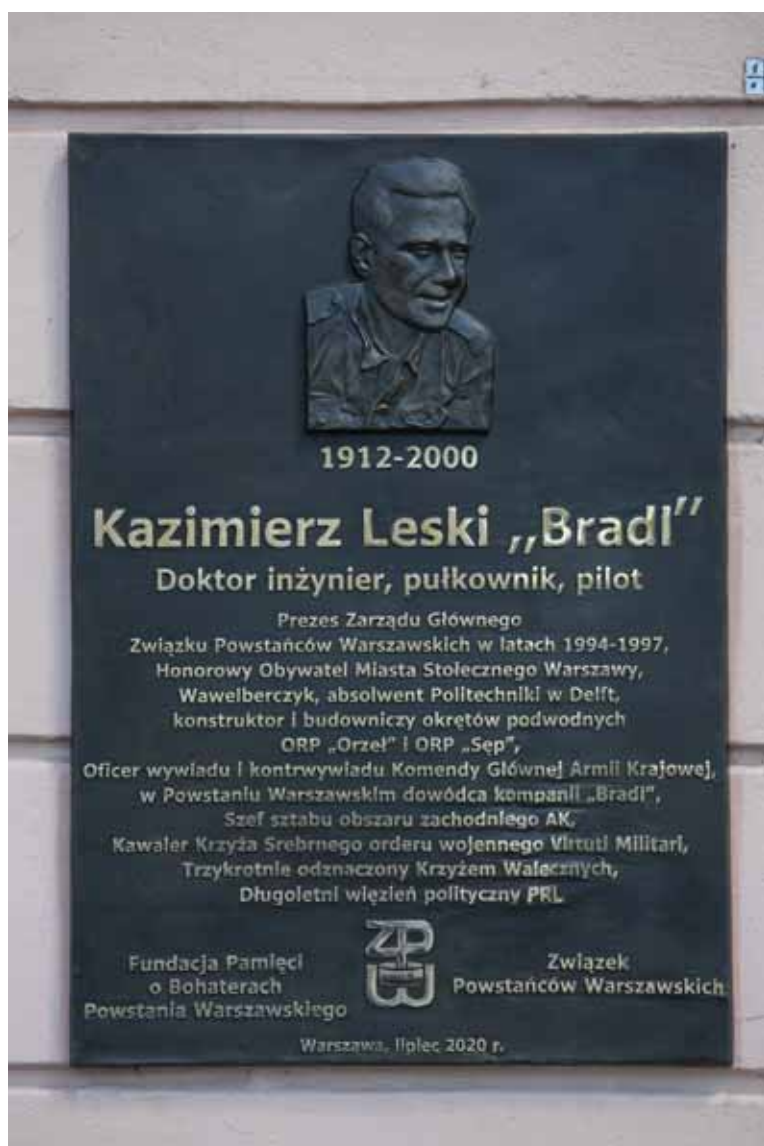 1912-2000
Kazimierz Leski ,,Bradl”
Doktor inżynier, pułkownik, pilot
Prezes Zarządu Głównego
Związku Powstańców Warszawskich w latach 1994-1997,
Honorowy Obywatel Miasta Stołecznego Warszawy,
Wawelberczyk, absolwent Politechniki w Delft,
konstruktor i budowniczy okrętów podwodnych
ORP „Orzeł” i ORP „Sęp”,
Oficer wywiadu i kontrwywiadu Komendy Głównej Armii Krajowej,
w Powstaniu Warszawskim dowódca kompanii „Bradl”,
Szef sztabu obszaru zachodniego AK,
Kawaler Krzyża Srebrnego orderu wojennego Virtuti Militari,
Trzykrotnie odznaczony Krzyżem Walecznych,
Długoletni więzień polityczny PRL
Fundacja Pamięci
o Bohaterach
Powstania Warszawskiego
ZPW
Związek
Powstańców Warszawskich
Warszawa, lipiec 2020 r.